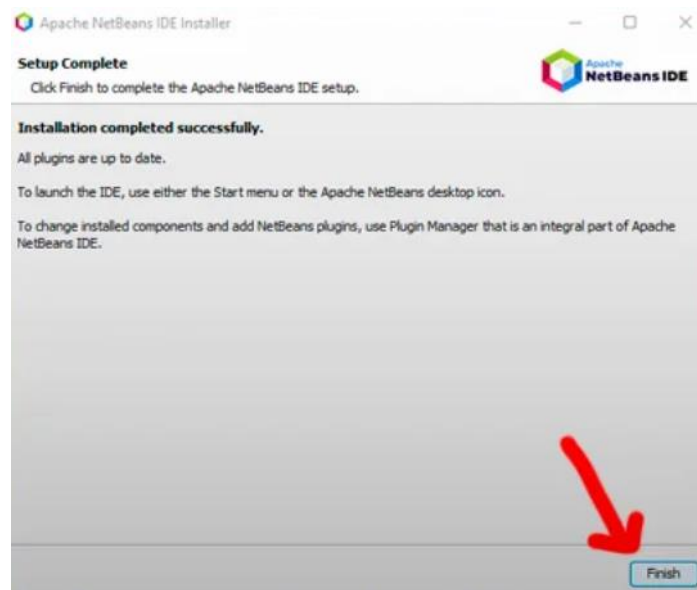 Apache NetBeans IDE Installer
Setup Complete
Click Finish to complete the Apache NetBeans IDE setup.
Apache
NetBeans IDE
Installation completed successfully.
All plugins are up to date.
To launch the IDE, use either the Start menu or the Apache NetBeans desktop icon.
To change installed components and add NetBeans plugins, use Plugin Manager that is an integral part of Apache
NetBeans IDE.
Finish